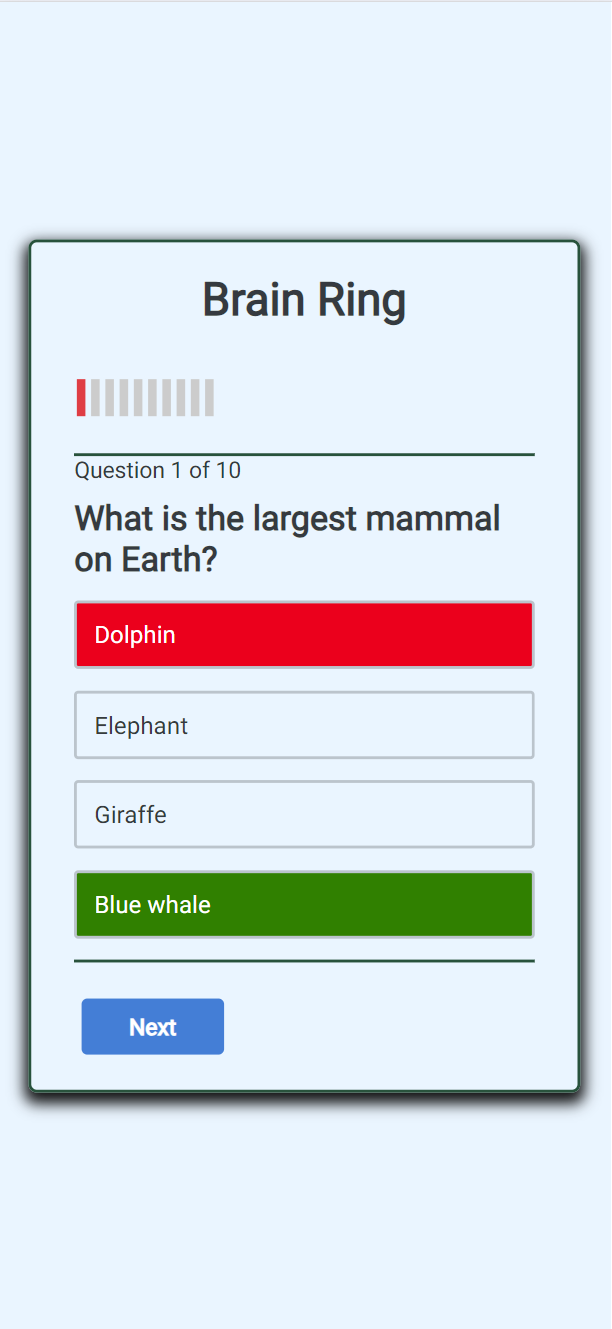 Brain Ring
Question 1 of 10
What is the largest mammal
on Earth?
Dolphin
Elephant
Giraffe
Blue whale
Next